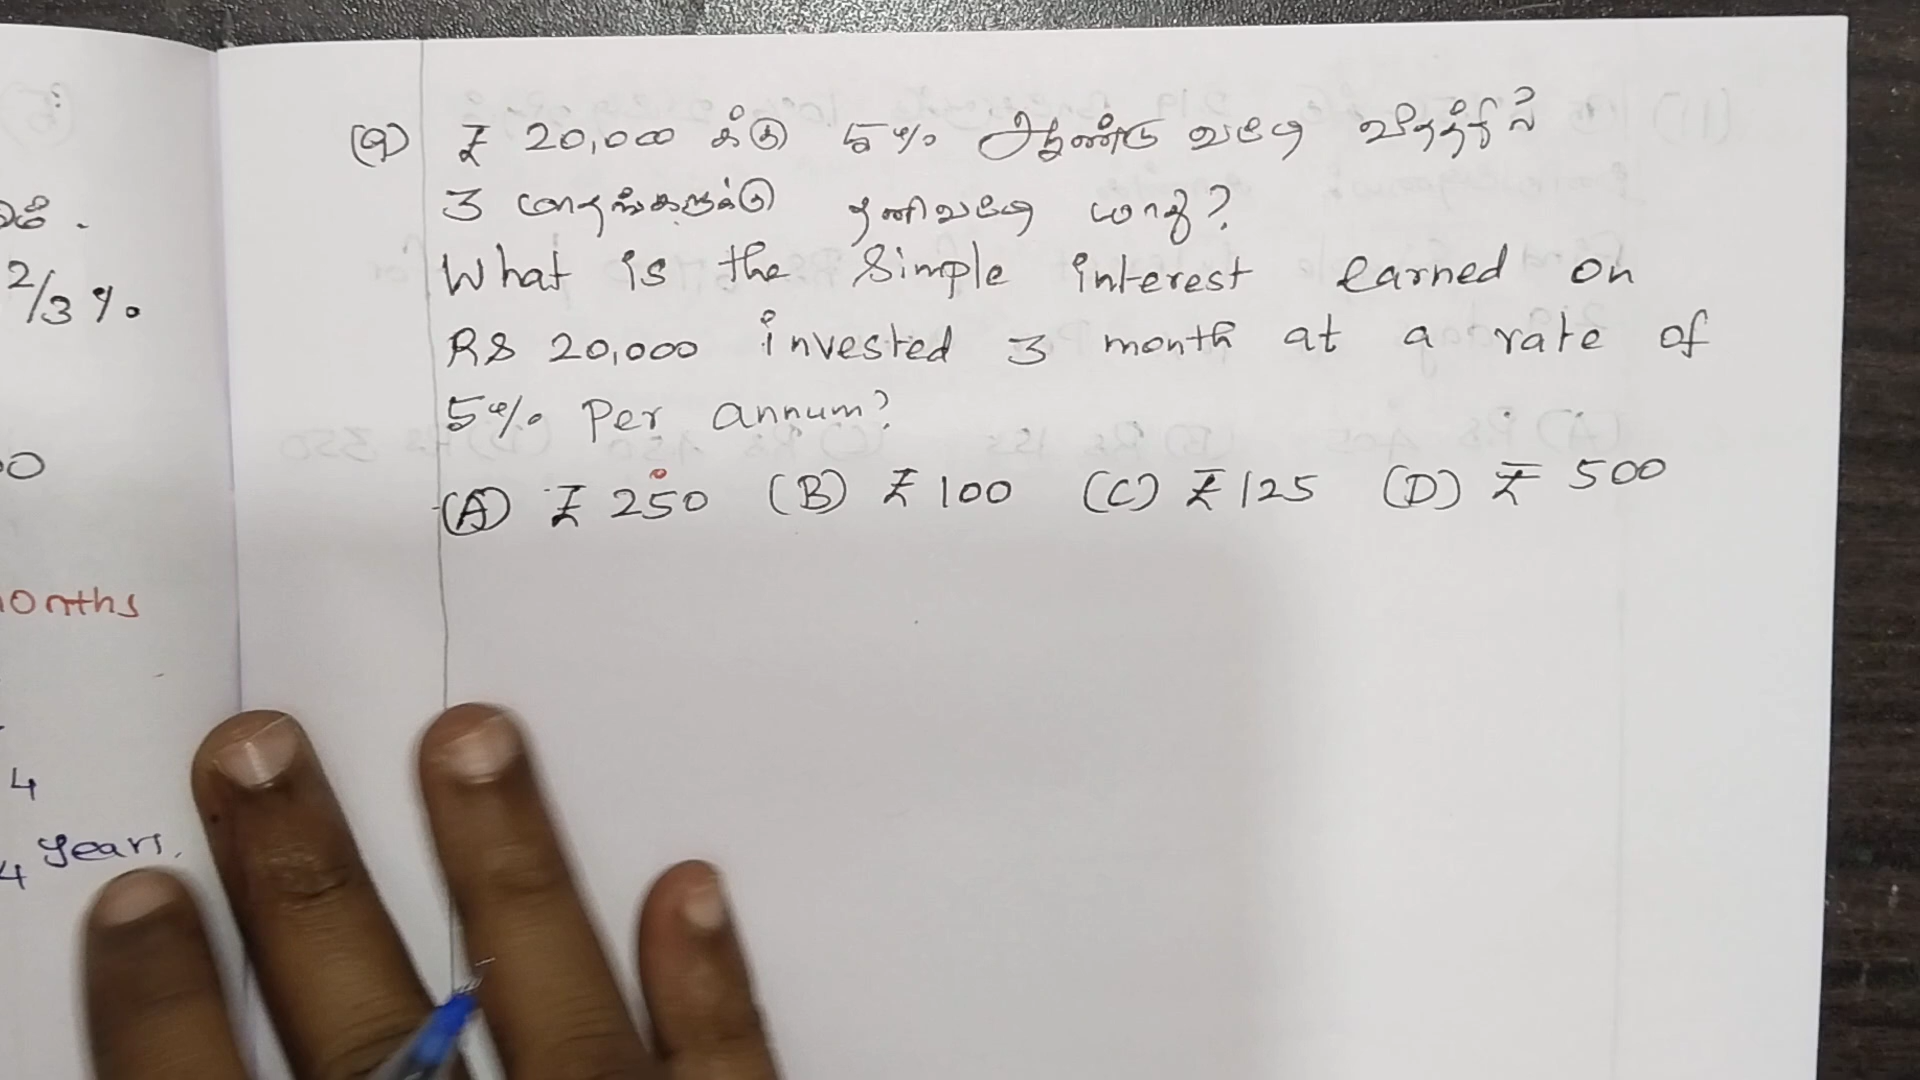 மே.
2/3 %
0
months
4
4 years.
(9) ₹ 20,000 க்கு 5% ஆண்டு வட்டி வீதத்தில்
3 மாதங்களுக்கு தனிவட்டி யாது?
What is the Simple interest earned on
RS 20,000 invested 3 month at a rate of
5% Per annum?
(A) ₹ 250 (B) ₹ 100 (C) ₹ 125 (D) ₹ 500